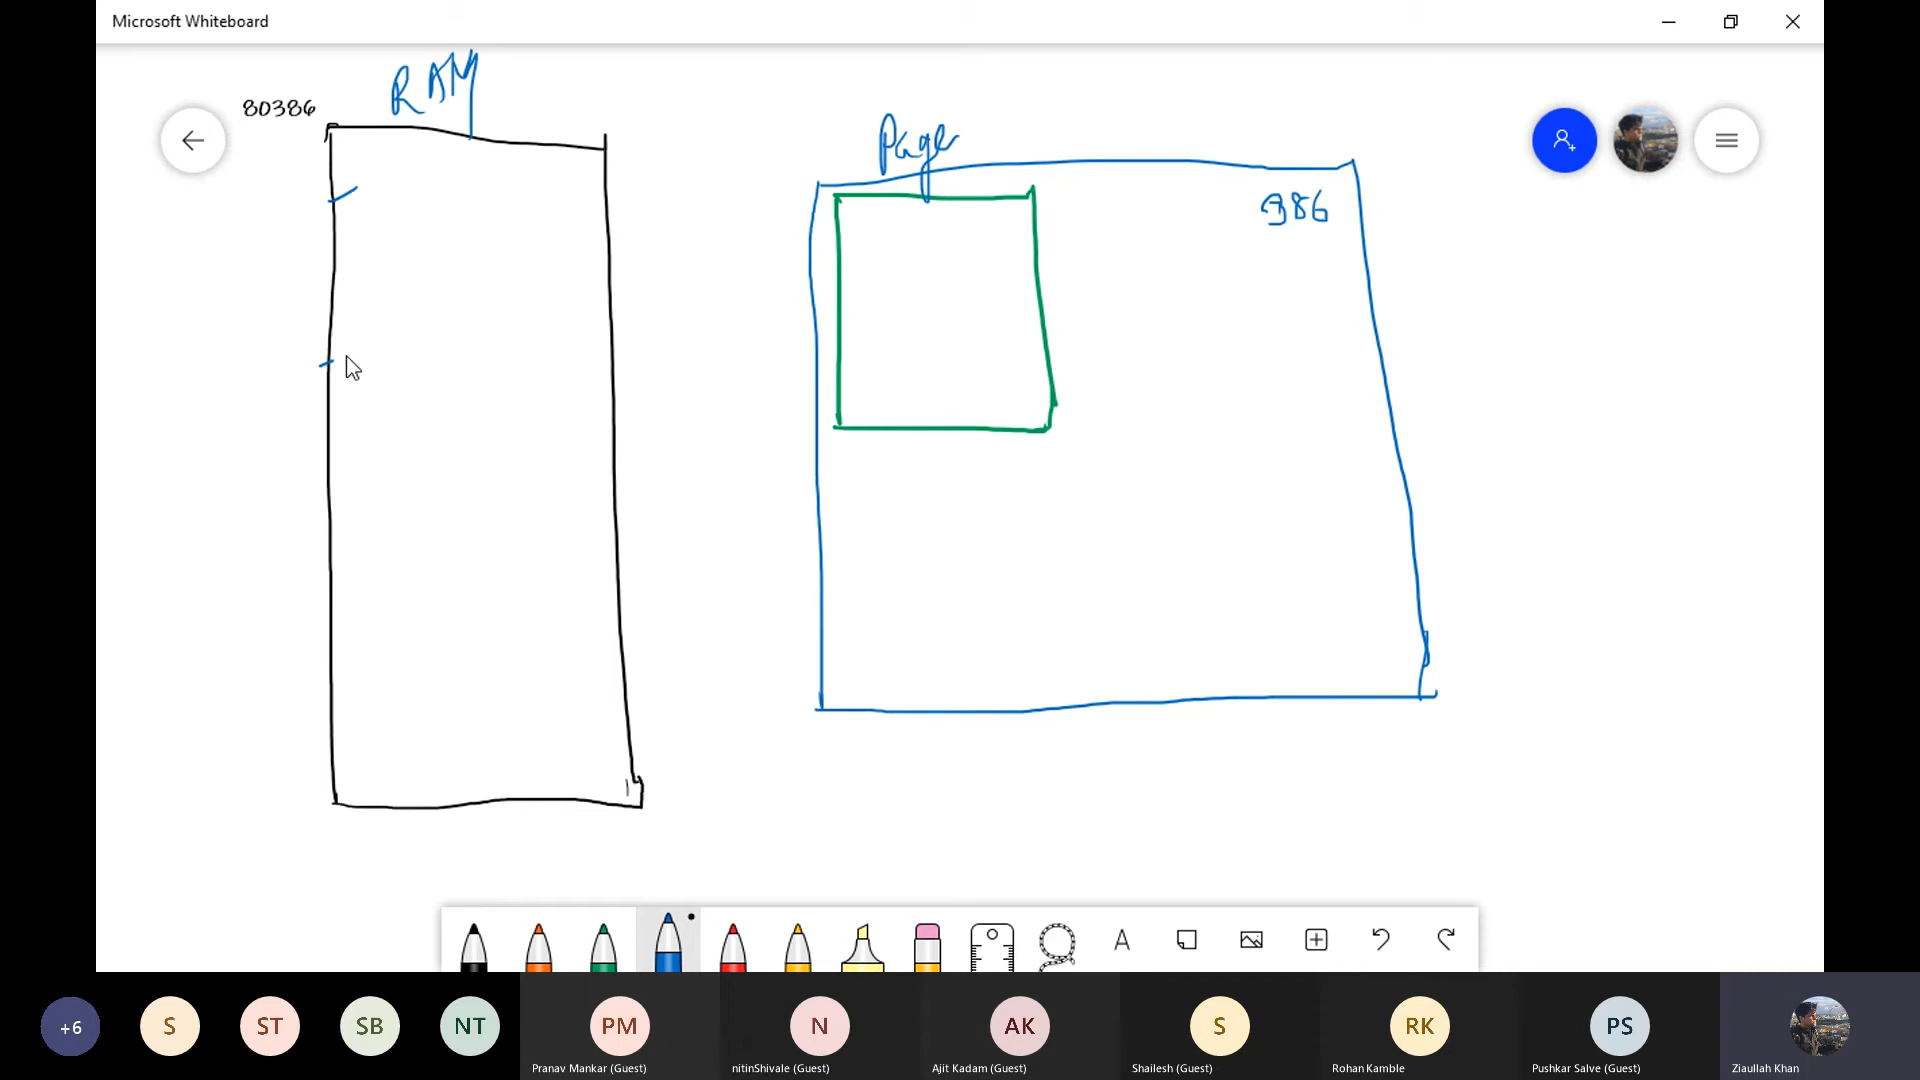 Microsoft Whiteboard
RAM
80386
Page
386
A
+6
S
ST
SB
NT
PM
N
AK
S
RK
PS
Pranav Mankar (Guest)
nitinShivale (Guest)
Ajit Kadam (Guest)
Shailesh (Guest)
Rohan Kamble
Pushkar Salve (Guest)
Ziaullah Khan